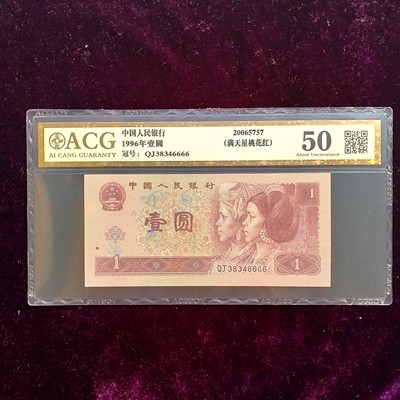 ACG
AI CANG GUARANTY
中国人民银行
1996年壹圆
冠号: QJ38346666
20065757
(满天星桃花红)
50
About Uncirculated
中国人民银行
1
壹圆
1
QJ38346666
1